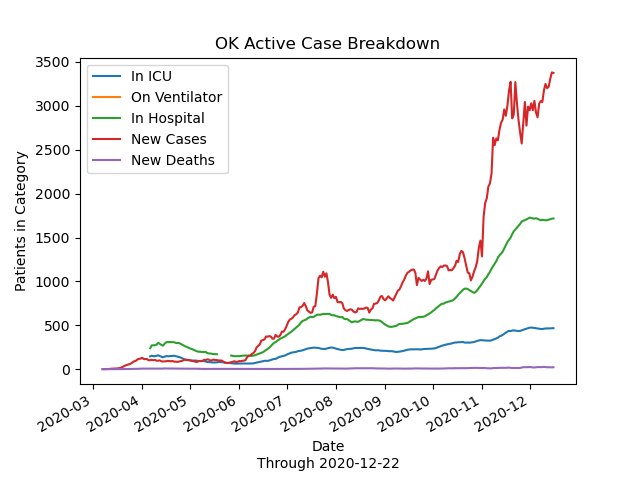 OK Active Case Breakdown
In ICU
On Ventilator
In Hospital
New Cases
New Deaths
3500
3000
2500
2000
1500
1000
500
0
Patients in Category
2020-03
2020-04
2020-05
2020-06
2020-07
2020-08
2020-09
2020-10
2020-11
2020-12
Date
Through 2020-12-22